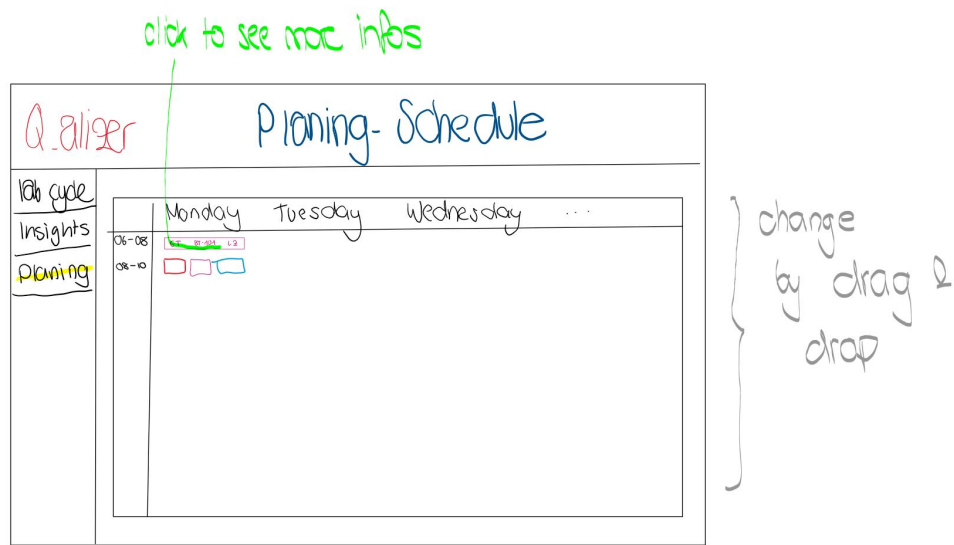 click to see more infos
Q_alizer
Planing-Schedule
lab cycle
Insights
Planing
Monday Tuesday Wednesday ...
06-08
08-10
change
by drag &
drop